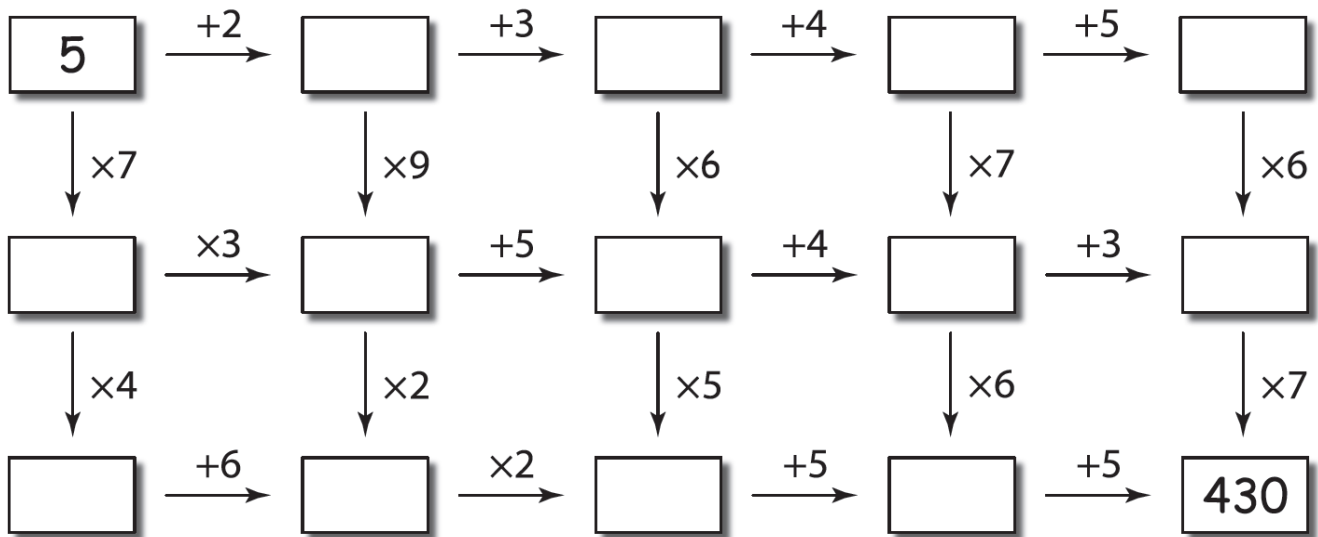 +2 +3 +4 +5
5
×7 ×9 ×6 ×7 ×6
×3 +5 +4 +3
×4 ×2 ×5 ×6 ×7
+6 ×2 +5 +5
430